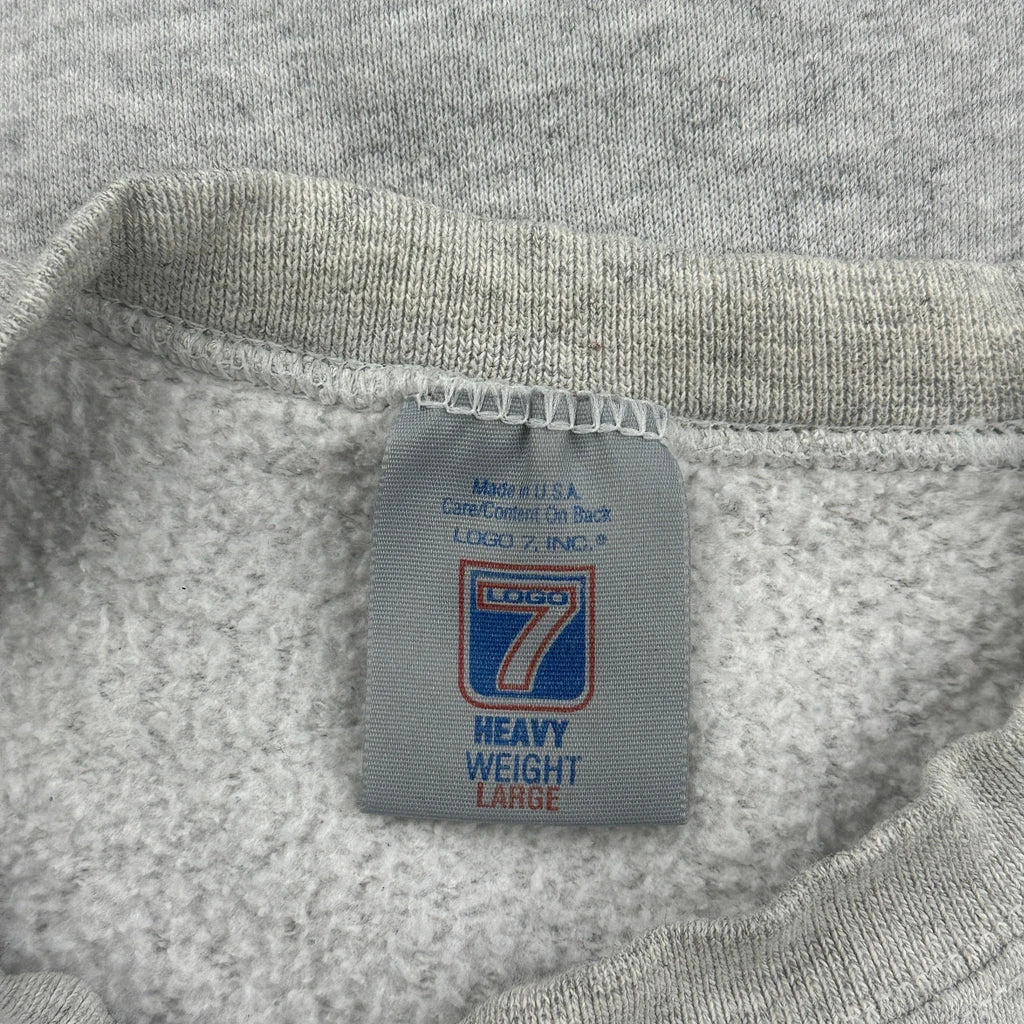 Made in U.S.A.
Care/Content On Back
LOGO 7, INC.®
LOGO
7
HEAVY
WEIGHT
LARGE